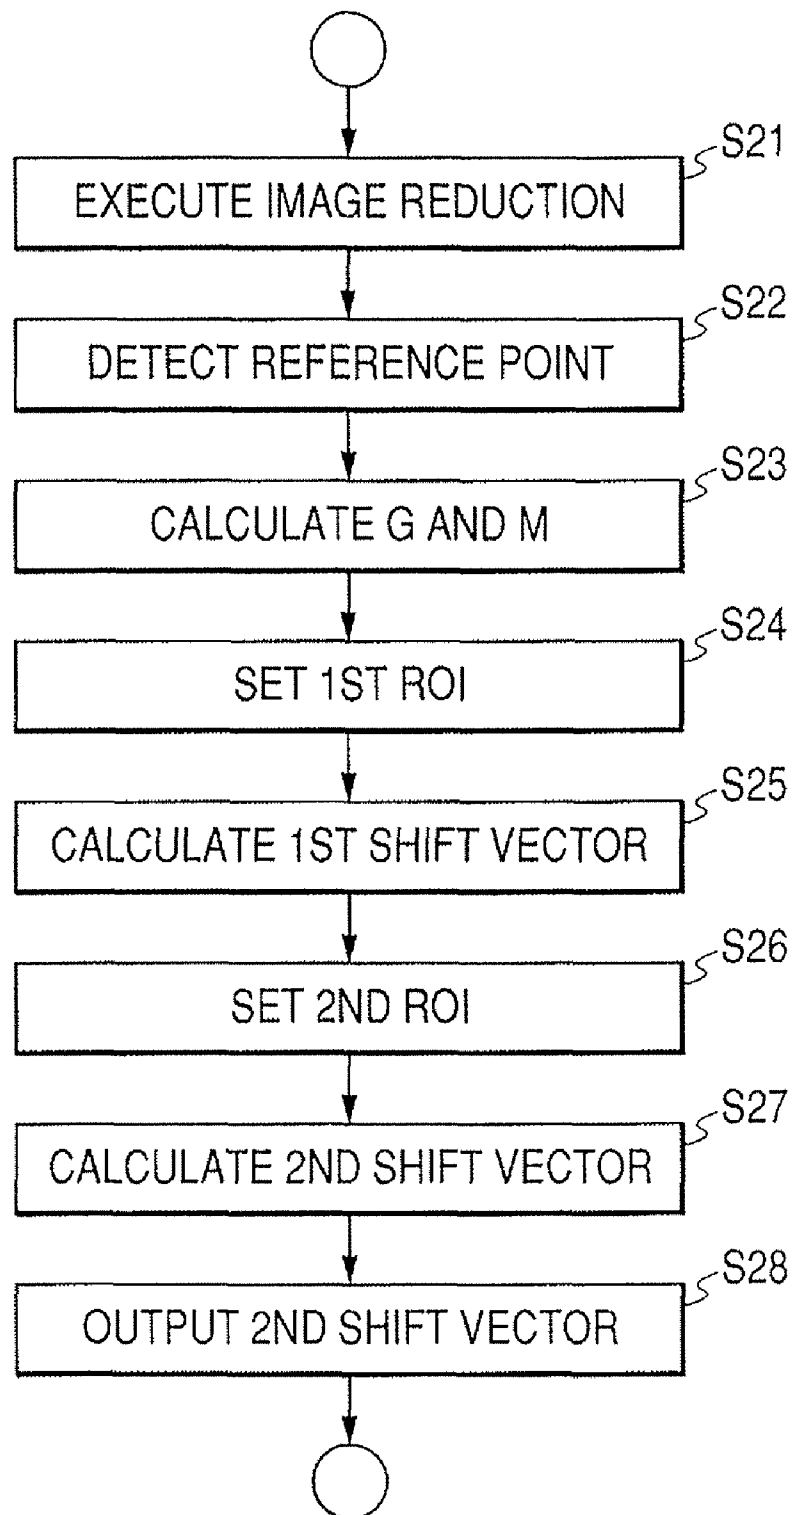 S21
EXECUTE IMAGE REDUCTION
S22
DETECT REFERENCE POINT
S23
CALCULATE G AND M
S24
SET 1ST ROI
S25
CALCULATE 1ST SHIFT VECTOR
S26
SET 2ND ROI
S27
CALCULATE 2ND SHIFT VECTOR
S28
OUTPUT 2ND SHIFT VECTOR